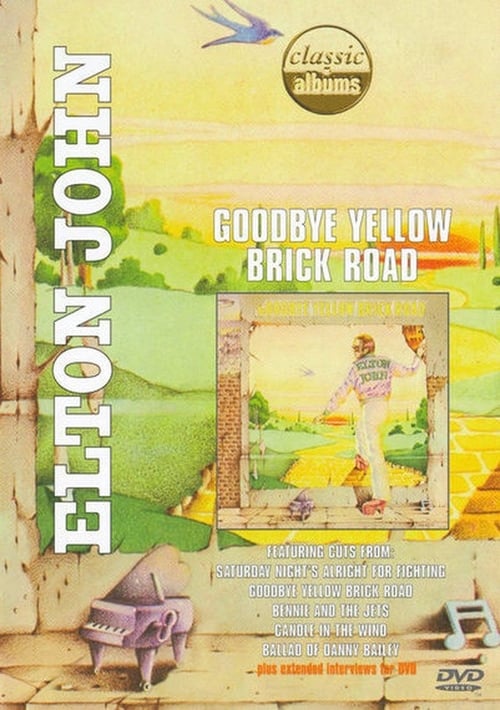 classic
albums
ELTON JOHN
GOODBYE YELLOW
BRICK ROAD
GOODBYE YELLOW BRICK ROAD
ELTON
JOHN
FEATURING CUTS FROM:
SATURDAY NIGHT'S ALRIGHT FOR FIGHTING
GOODBYE YELLOW BRICK ROAD
BENNIE AND THE JETS
CANDLE IN THE WIND
BALLAD OF DANNY BAILEY
plus extended interviews for DVD
DVD
VIDEO